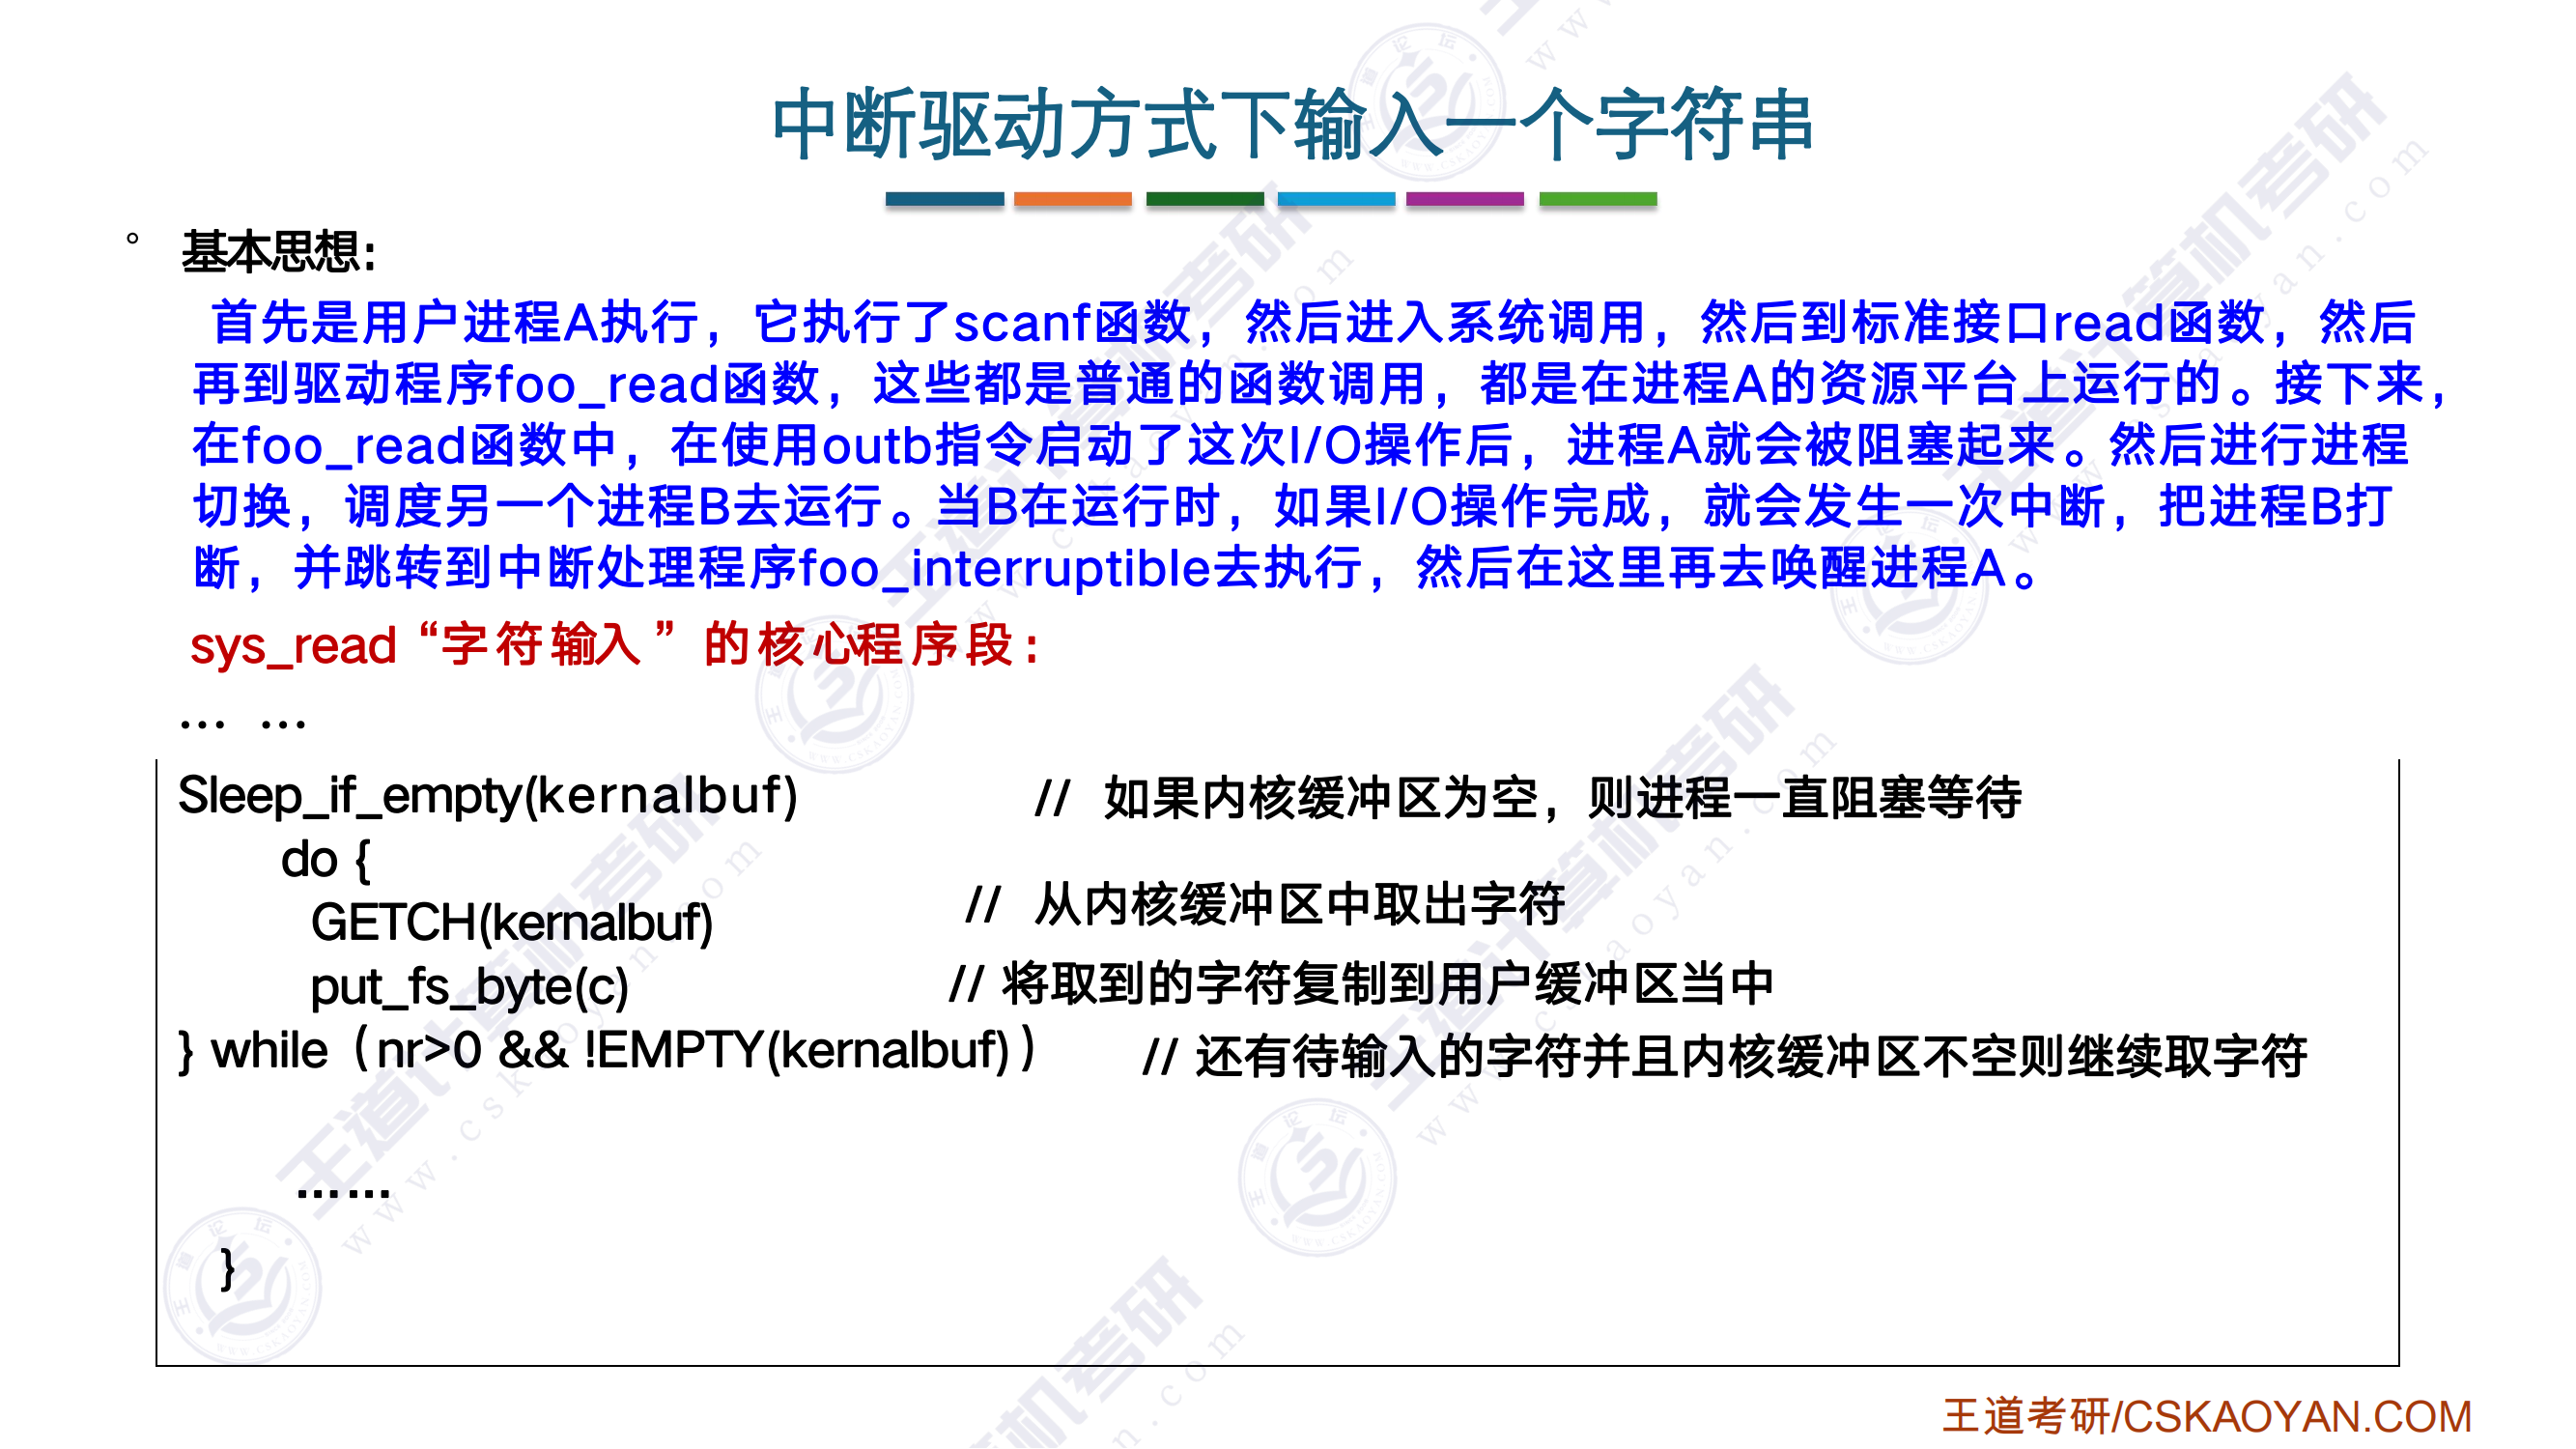 中断驱动方式下输入一个字符串
° 基本思想：
首先是用户进程A执行，它执行了scanf函数，然后进入系统调用，然后到标准接口read函数，然后
再到驱动程序foo_read函数，这些都是普通的函数调用，都是在进程A的资源平台上运行的。接下来，
在foo_read函数中，在使用outb指令启动了这次I/O操作后，进程A就会被阻塞起来。然后进行进程
切换，调度另一个进程B去运行。当B在运行时，如果I/O操作完成，就会发生一次中断，把进程B打
断，并跳转到中断处理程序foo_interruptible去执行，然后在这里再去唤醒进程A。
sys_read“字符输入”的核心程序段：
… …
Sleep_if_empty(kernalbuf) // 如果内核缓冲区为空，则进程一直阻塞等待
do {
GETCH(kernalbuf) // 从内核缓冲区中取出字符
put_fs_byte(c) // 将取到的字符复制到用户缓冲区当中
} while（nr>0 && !EMPTY(kernalbuf)） // 还有待输入的字符并且内核缓冲区不空则继续取字符
……
}
王道考研/CSKAOYAN.COM
王道计算机考研
www.cskaoyan.com